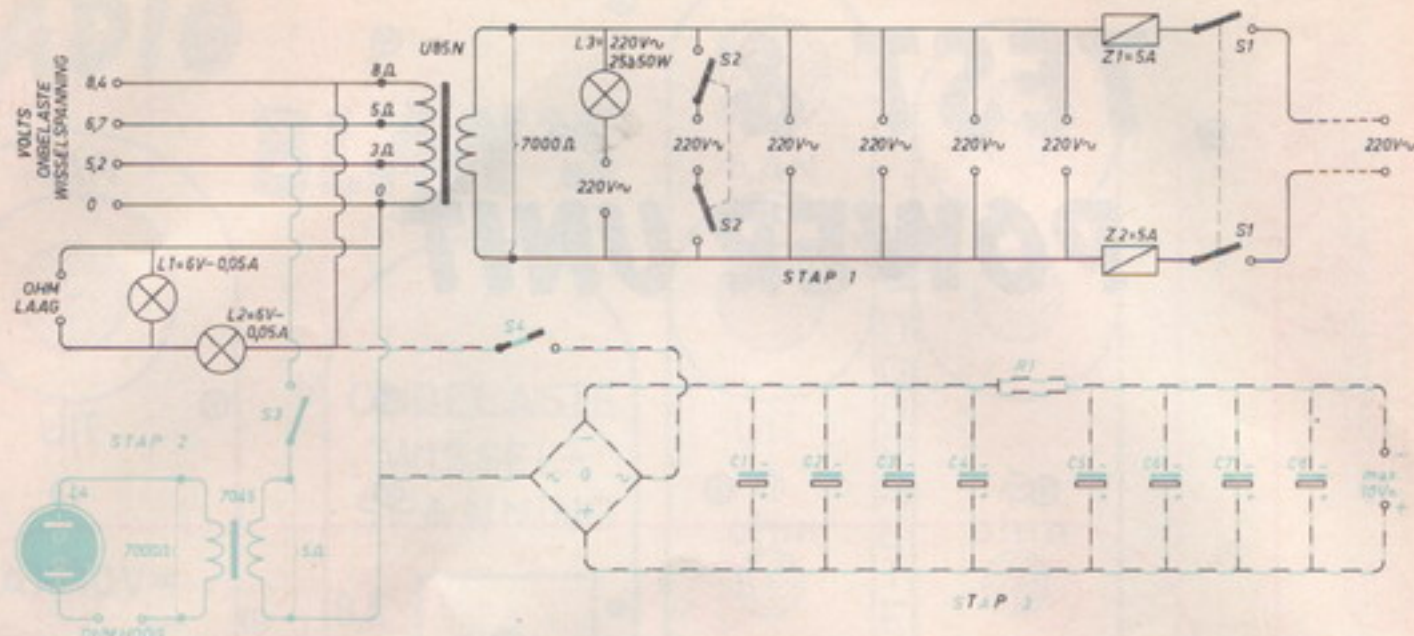 VOLTS
ONBELASTE
WISSELSPANNING
8,4
6,7
5,2
0
8Ω
5Ω
3Ω
0
U85N
7000Ω
L3= 220V~
25à50W
220V~
S2
220V~
S2
220V~
220V~
220V~
220V~
Z1=5A
S1
Z2=5A
S1
220V~
STAP 1
OHM
LAAG
L1=6V-0,05A
L2=6V-
0,05A
S4
S3
STAP 2
L4
7000Ω
5Ω
~
-
G
~
+
R1
C1
C2
C3
C4
C5
C6
C7
C8
-
max
+
STAP 3